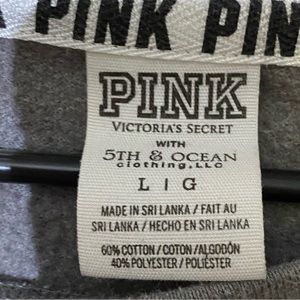 PINK PINK PINK
PINK
VICTORIA'S SECRET
WITH
5TH & OCEAN
clothing, LLC
L | G
MADE IN SRI LANKA / FAIT AU
SRI LANKA / HECHO EN SRI LANKA
60% COTTON / COTON / ALGODÓN
40% POLYESTER / POLIÉSTER